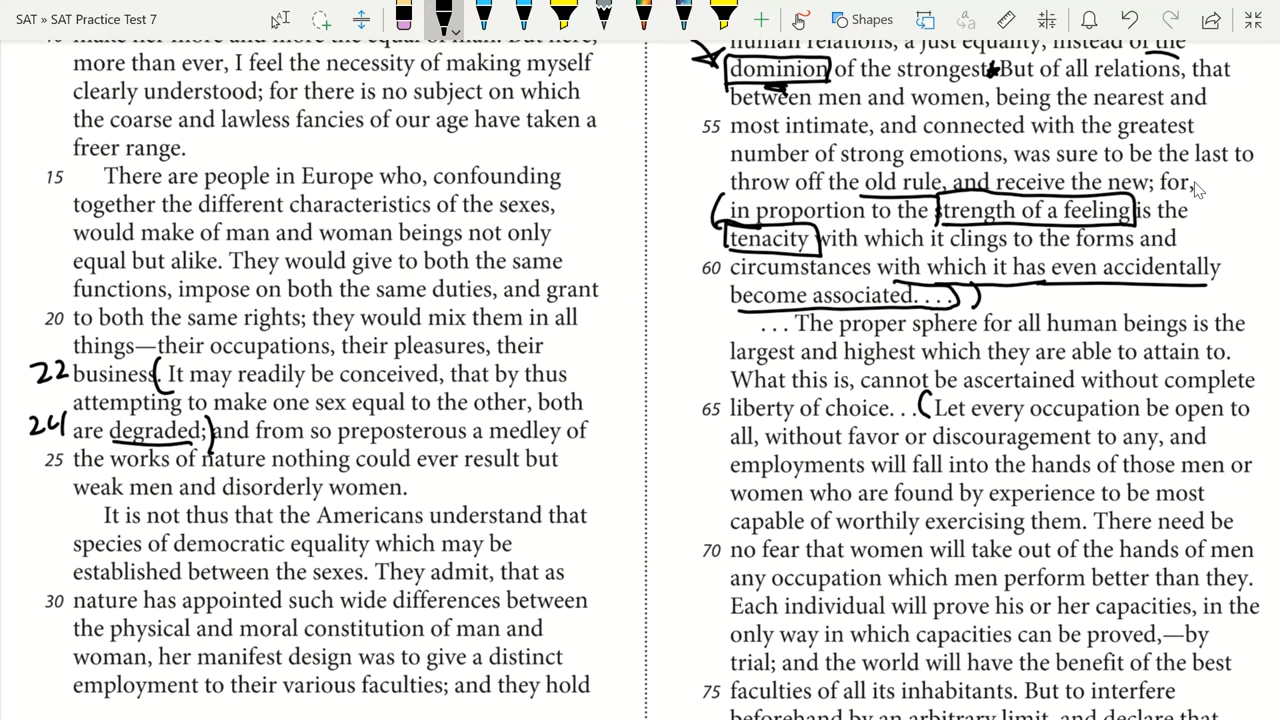 SAT » SAT Practice Test 7
Shapes
more than ever, I feel the necessity of making myself
clearly understood; for there is no subject on which
the coarse and lawless fancies of our age have taken a
freer range.
15 There are people in Europe who, confounding
together the different characteristics of the sexes,
would make of man and woman beings not only
equal but alike. They would give to both the same
functions, impose on both the same duties, and grant
20 to both the same rights; they would mix them in all
things—their occupations, their pleasures, their
22 business. It may readily be conceived, that by thus
attempting to make one sex equal to the other, both
24 are degraded; and from so preposterous a medley of
25 the works of nature nothing could ever result but
weak men and disorderly women.
It is not thus that the Americans understand that
species of democratic equality which may be
established between the sexes. They admit, that as
30 nature has appointed such wide differences between
the physical and moral constitution of man and
woman, her manifest design was to give a distinct
employment to their various faculties; and they hold
human relations, a just equality, instead of the
dominion of the strongest. But of all relations, that
between men and women, being the nearest and
55 most intimate, and connected with the greatest
number of strong emotions, was sure to be the last to
throw off the old rule, and receive the new; for,
in proportion to the strength of a feeling is the
tenacity with which it clings to the forms and
60 circumstances with which it has even accidentally
become associated. . . .
. . . The proper sphere for all human beings is the
largest and highest which they are able to attain to.
What this is, cannot be ascertained without complete
65 liberty of choice. . . Let every occupation be open to
all, without favor or discouragement to any, and
employments will fall into the hands of those men or
women who are found by experience to be most
capable of worthily exercising them. There need be
70 no fear that women will take out of the hands of men
any occupation which men perform better than they.
Each individual will prove his or her capacities, in the
only way in which capacities can be proved,—by
trial; and the world will have the benefit of the best
75 faculties of all its inhabitants. But to interfere
beforehand by an arbitrary limit, and declare that